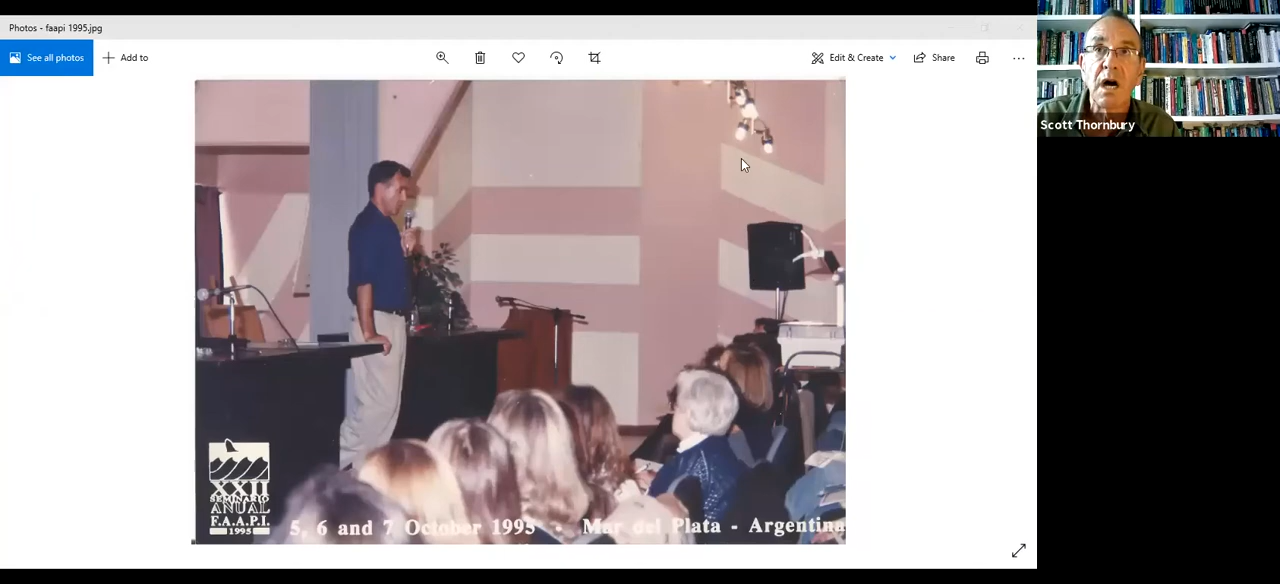 Photos - faapi 1995.jpg
See all photos
Add to
Edit & Create
Share
Scott Thornbury
XXII
SEMINARIO
ANUAL
F.A.A.P.I.
1995
5, 6 and 7 October 1995 • Mar del Plata - Argentina